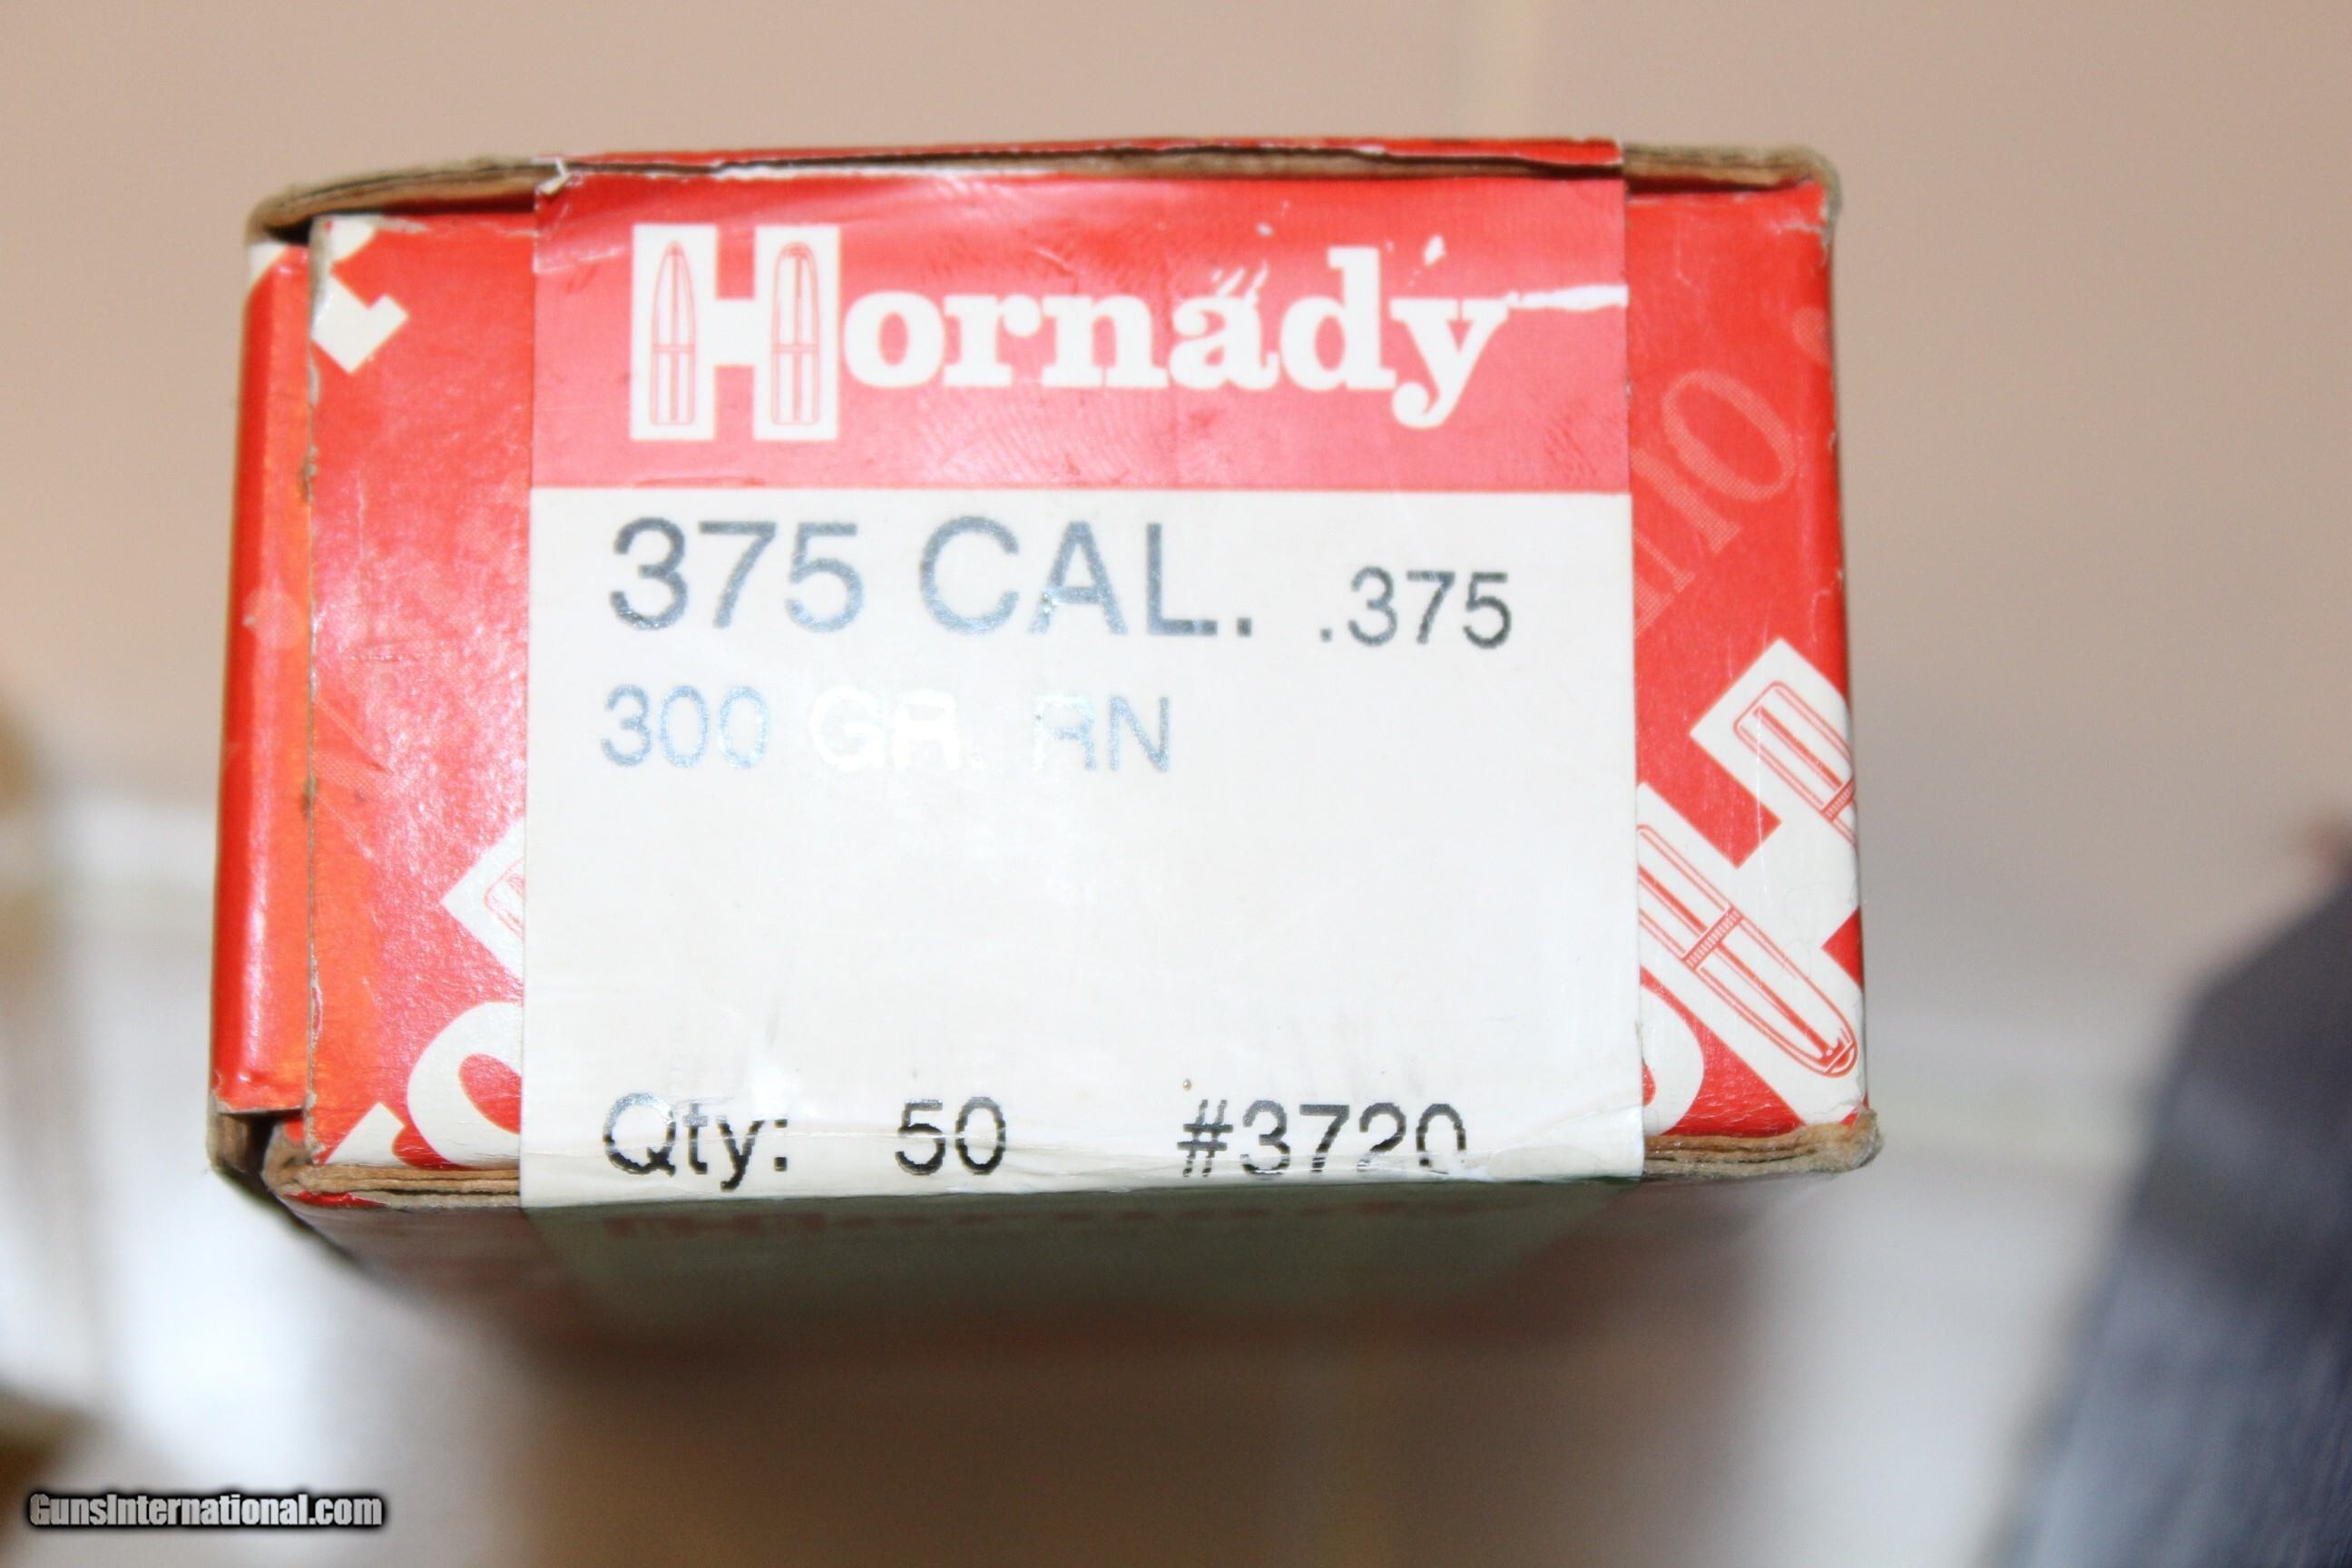 Hornady
375 CAL. .375
300 GR. RN
Qty: 50 #3720
GunsInternational.com